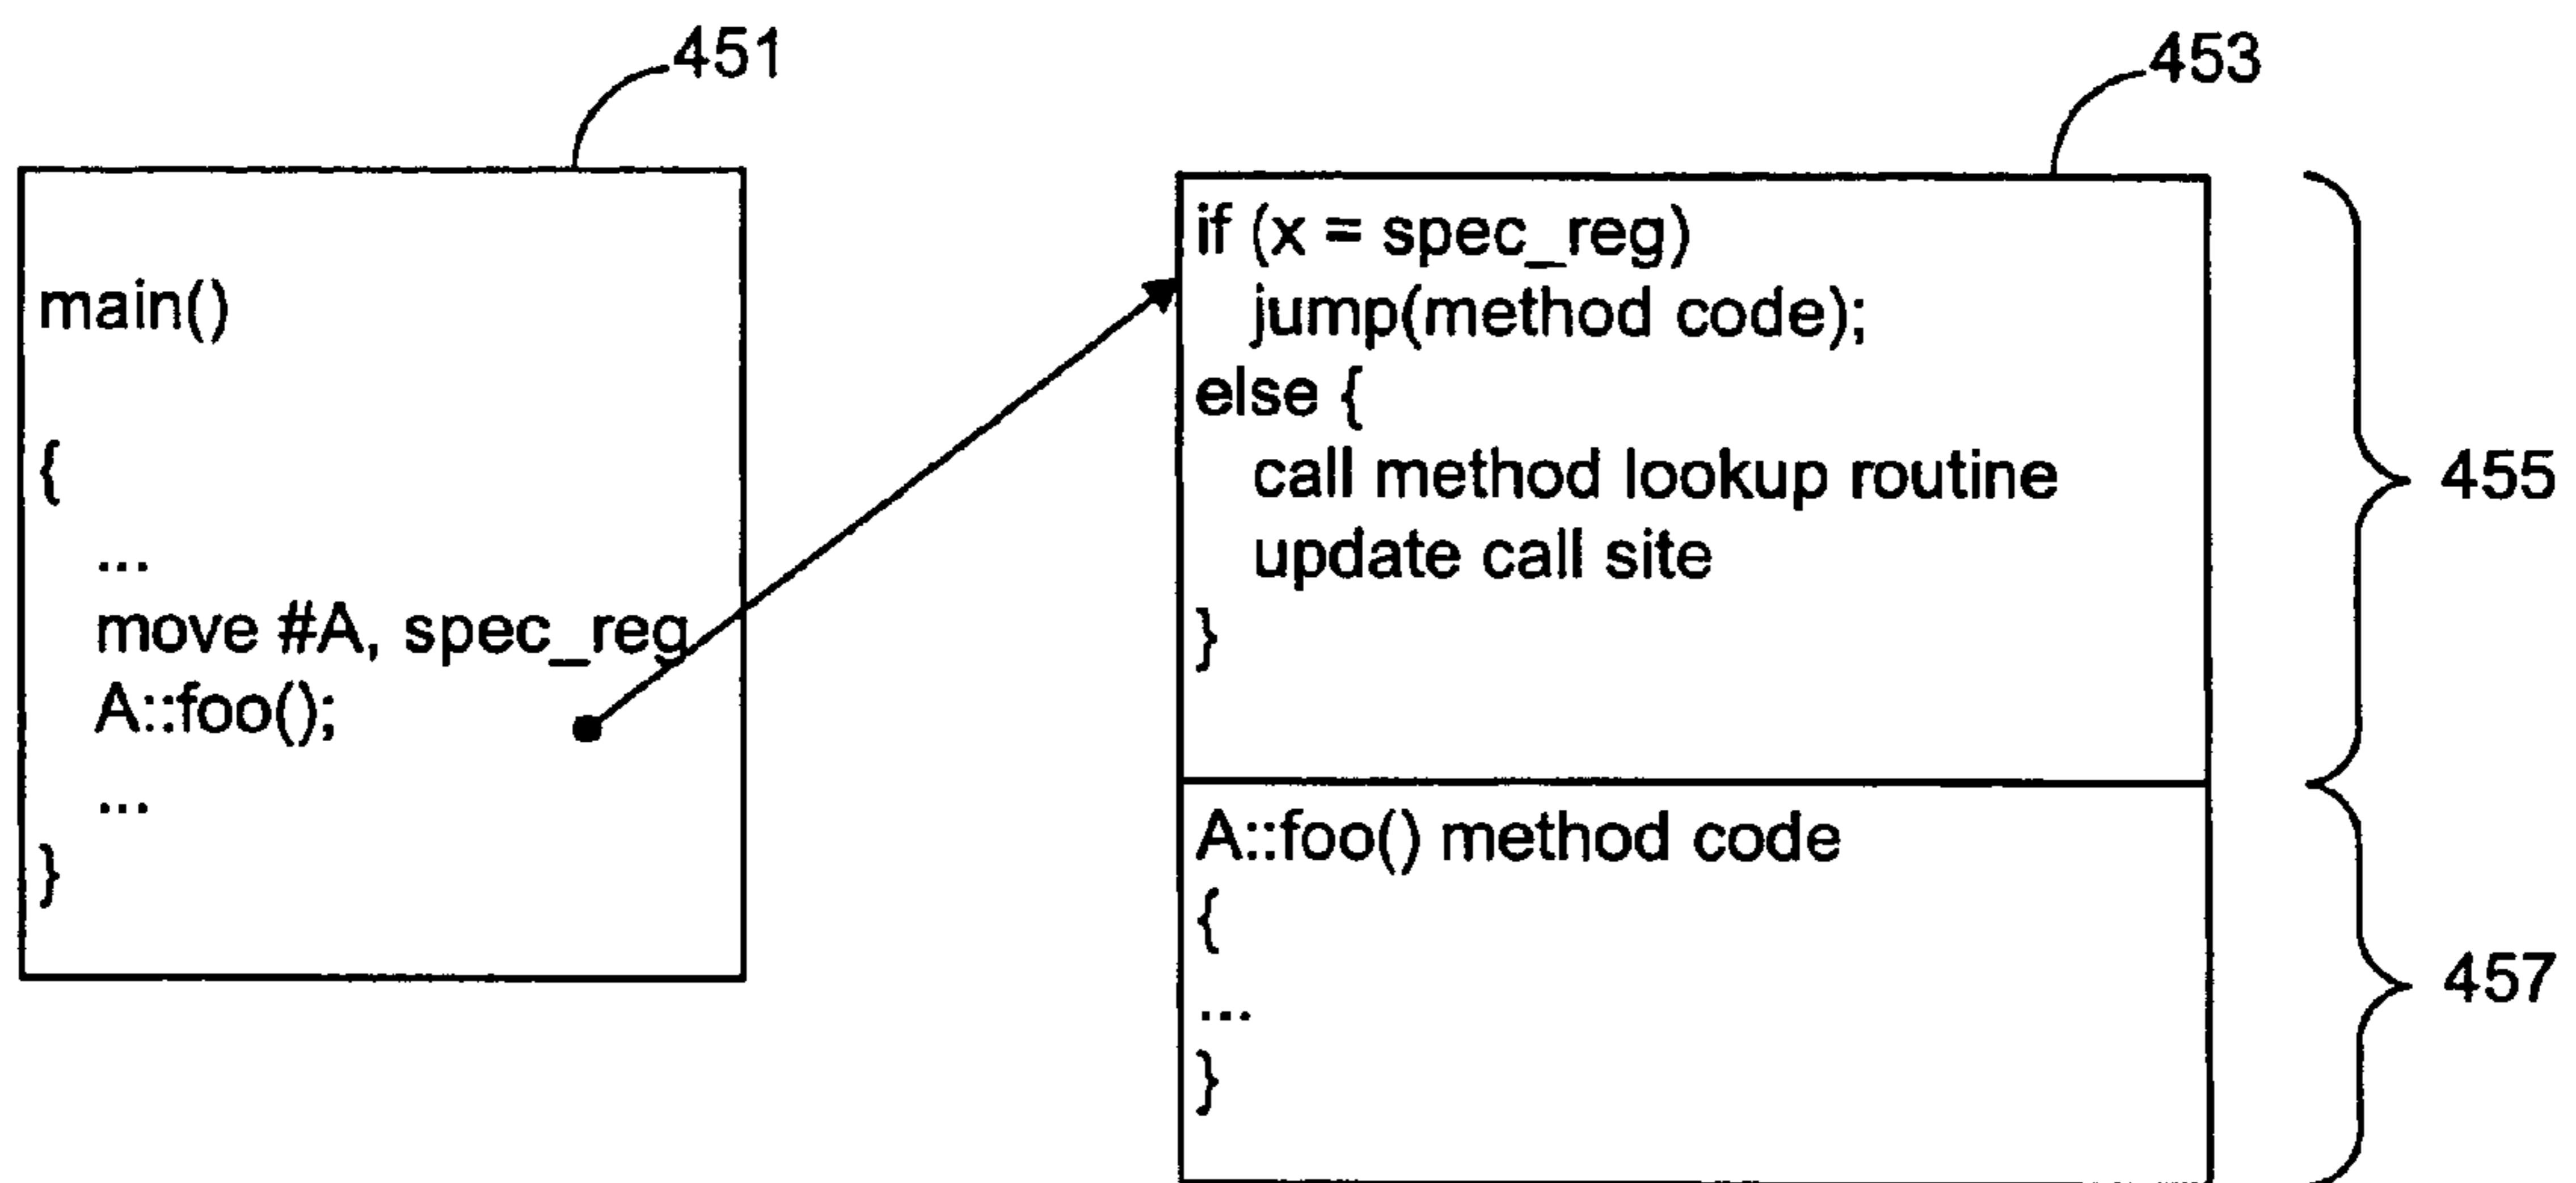 451
main()
{
...
move #A, spec_reg
A::foo();
...
}
453
if (x = spec_reg)
jump(method code);
else {
call method lookup routine
update call site
}
455
A::foo() method code
{
...
}
457